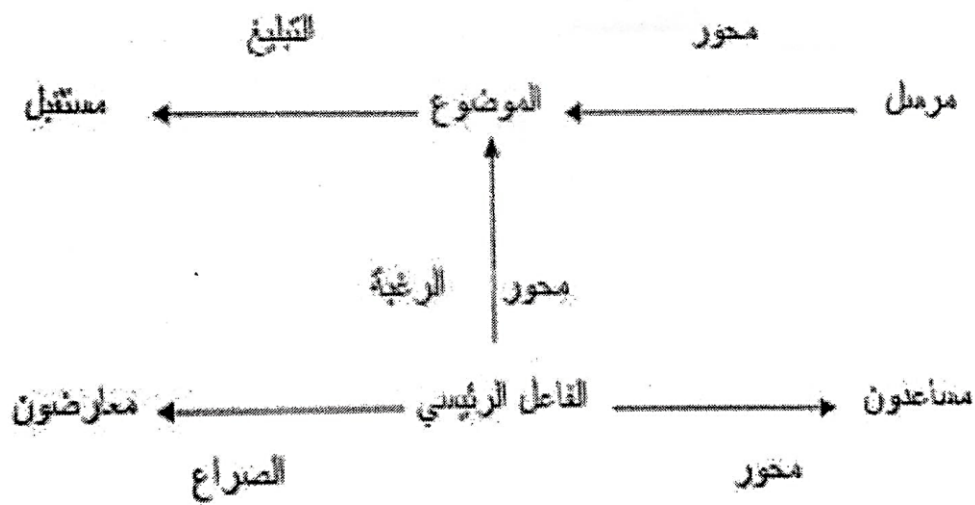 محور التبليغ
مرسل الموضوع مستقبل
محور الرغبة
مساعدون الفاعل الرئيسي معارضون
محور الصراع